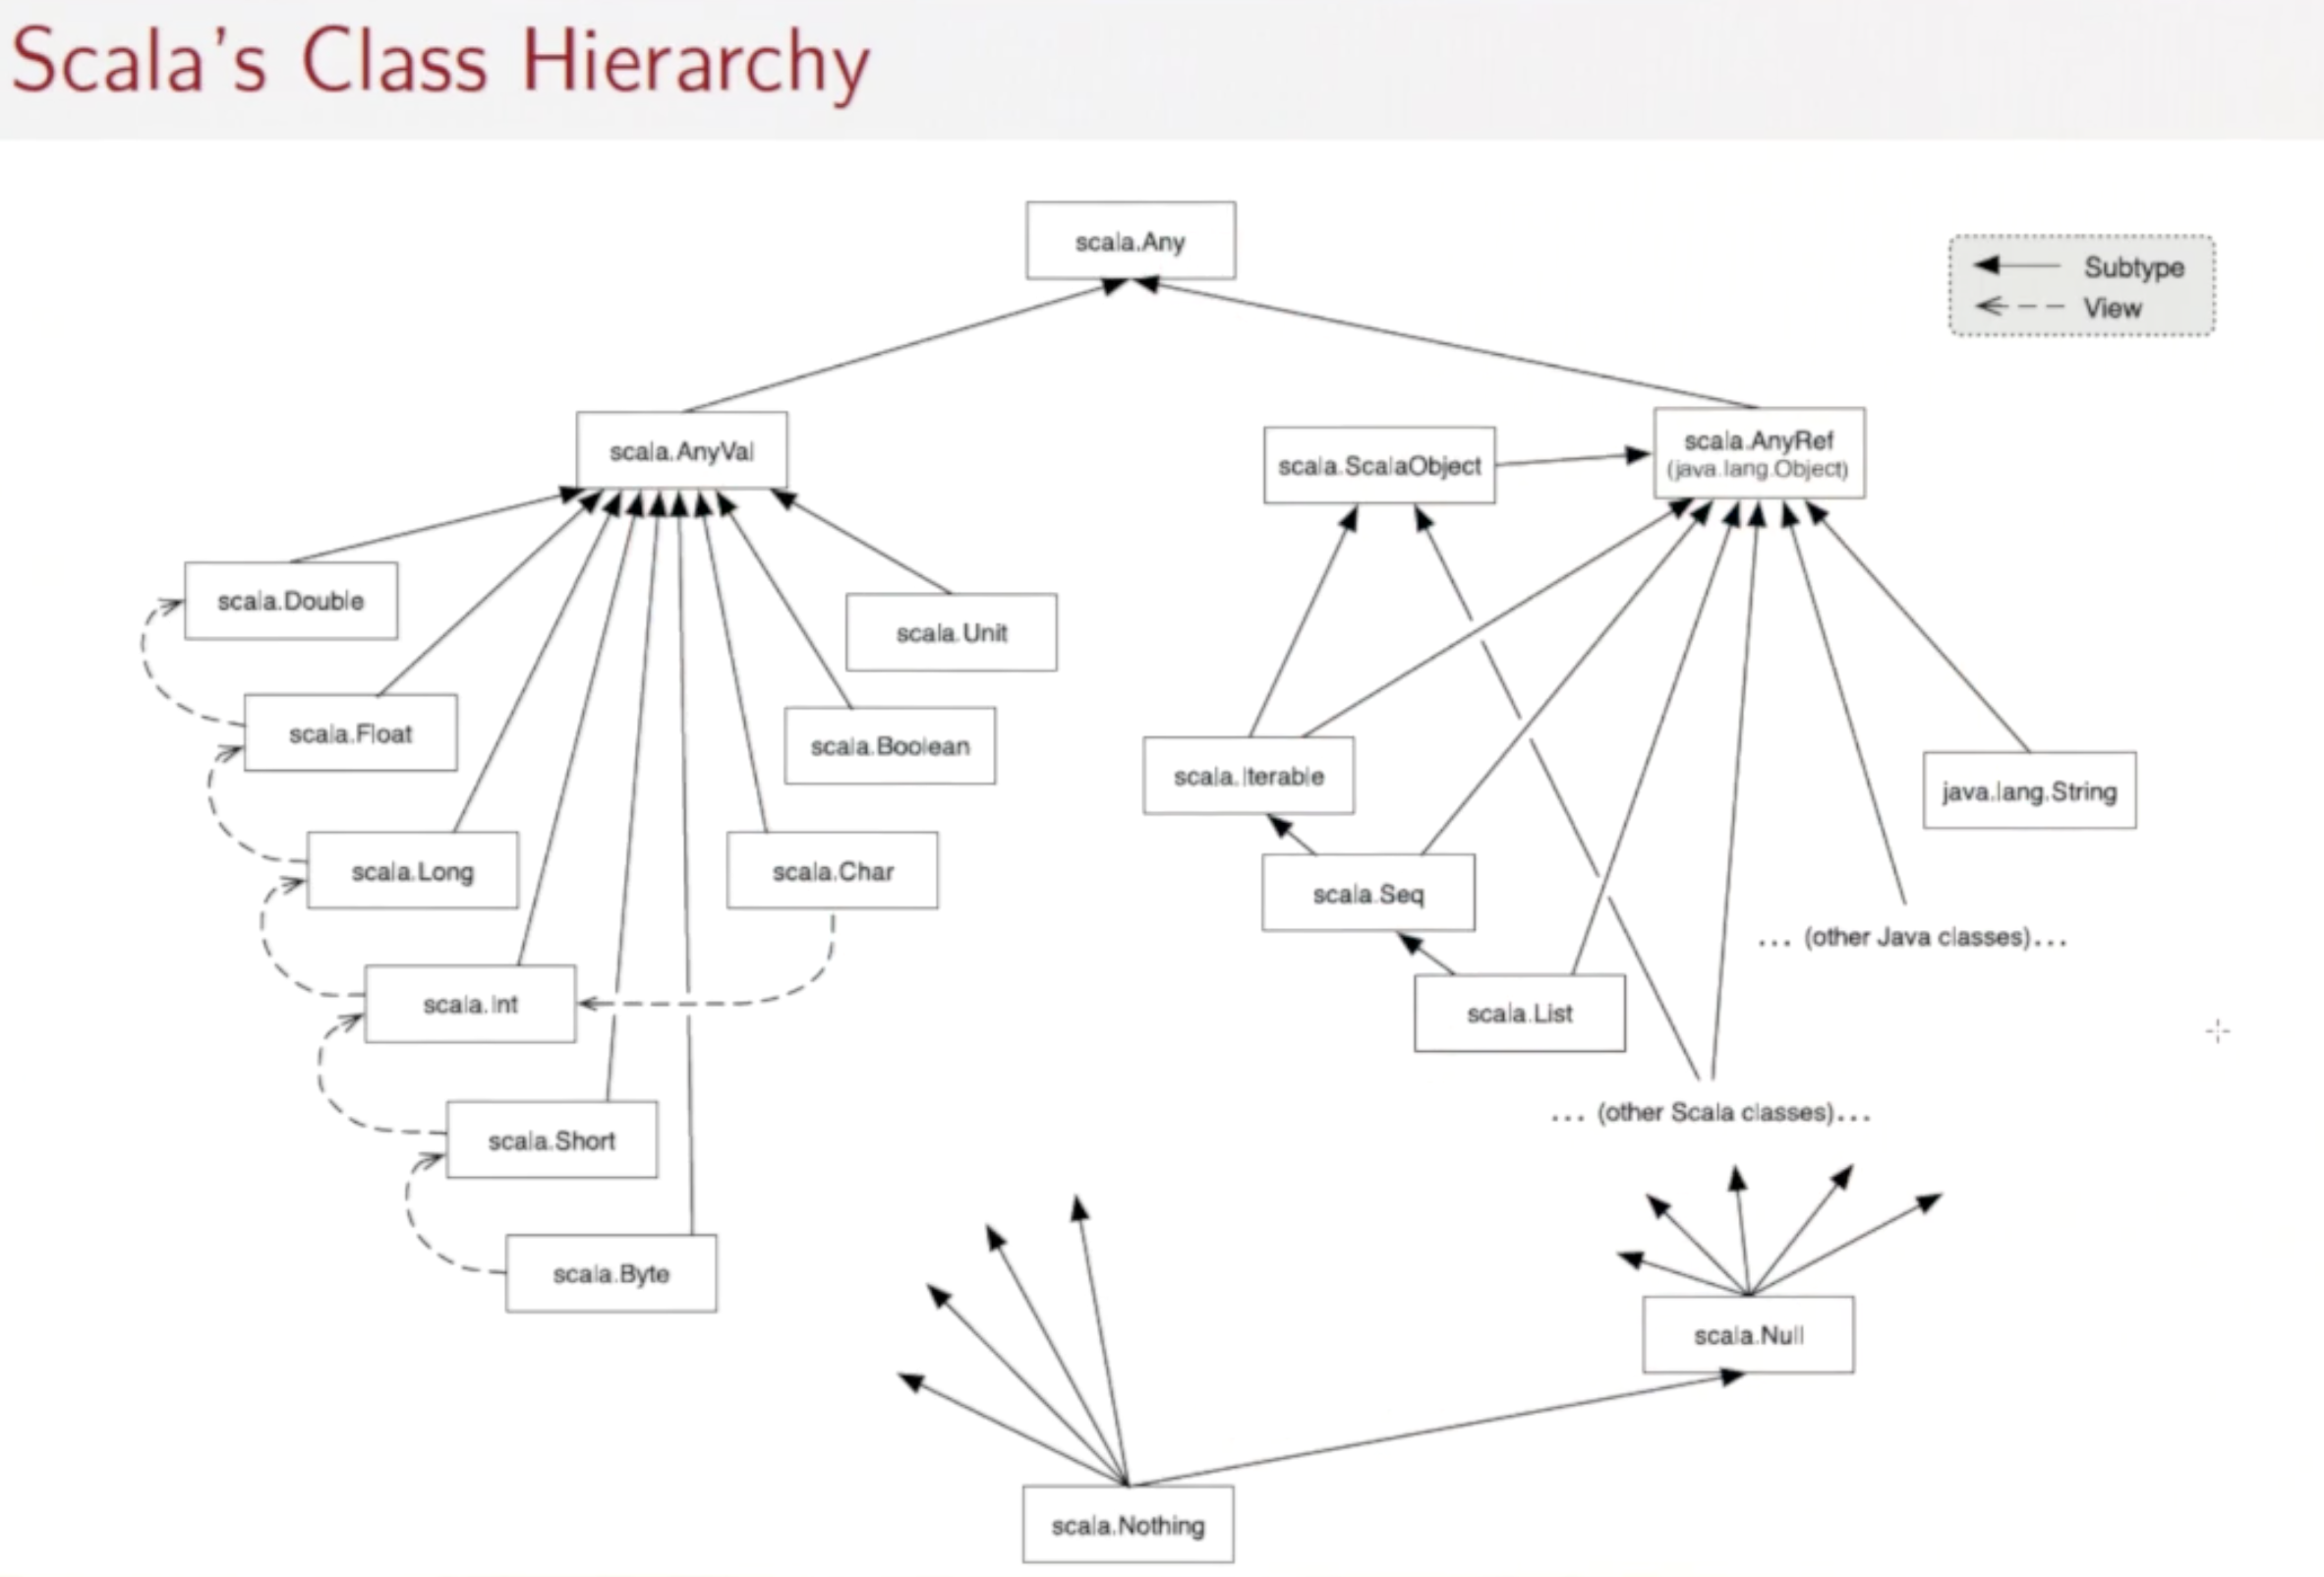 Scala's Class Hierarchy
scala.Any
Subtype
View
scala.AnyVal
scala.ScalaObject
scala.AnyRef
(java.lang.Object)
scala.Double
scala.Unit
scala.Float
scala.Boolean
scala.Iterable
java.lang.String
scala.Long
scala.Char
scala.Seq
... (other Java classes)...
scala.Int
scala.List
... (other Scala classes)...
scala.Short
scala.Byte
scala.Null
scala.Nothing